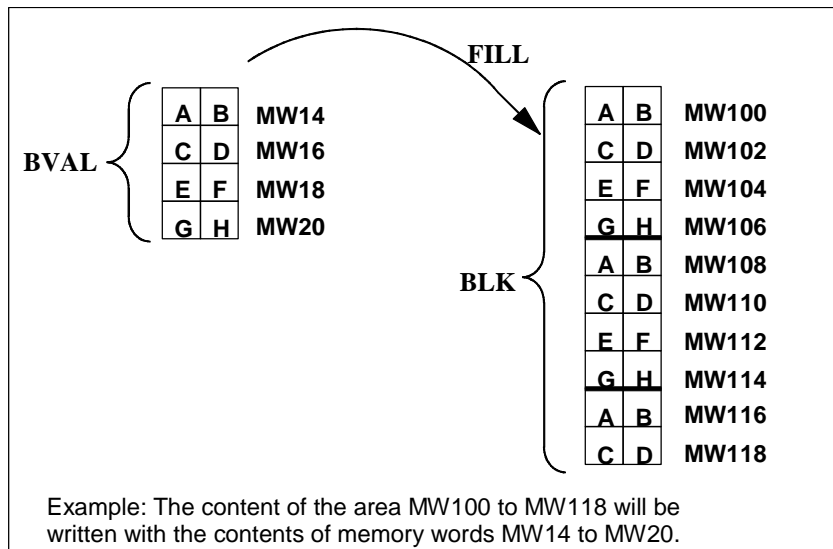 FILL
BVAL
A B MW14
C D MW16
E F MW18
G H MW20
BLK
A B MW100
C D MW102
E F MW104
G H MW106
A B MW108
C D MW110
E F MW112
G H MW114
A B MW116
C D MW118
Example: The content of the area MW100 to MW118 will be
written with the contents of memory words MW14 to MW20.